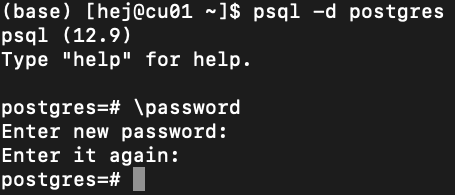 (base) [hej@cu01 ~]$ psql -d postgres
psql (12.9)
Type "help" for help.
postgres=# \password
Enter new password:
Enter it again:
postgres=#